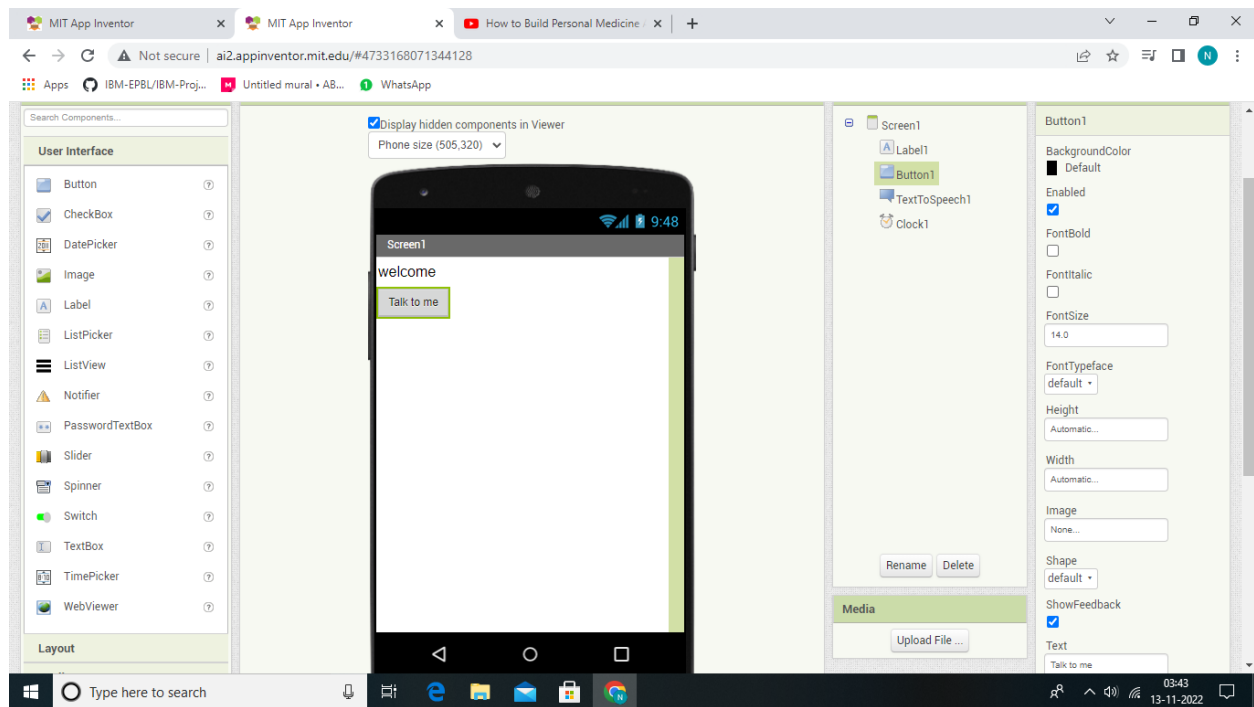 MIT App Inventor
MIT App Inventor
How to Build Personal Medicine
Not secure
ai2.appinventor.mit.edu/#4733168071344128
N
Apps
IBM-EPBL/IBM-Proj...
Untitled mural • AB...
WhatsApp
Search Components...
User Interface
Button
CheckBox
DatePicker
Image
Label
ListPicker
ListView
Notifier
PasswordTextBox
Slider
Spinner
Switch
TextBox
TimePicker
WebViewer
Layout
Display hidden components in Viewer
Phone size (505,320)
9:48
Screen1
welcome
Talk to me
Screen1
Label1
Button1
TextToSpeech1
Clock1
Rename Delete
Media
Upload File ...
Button1
BackgroundColor
Default
Enabled
FontBold
FontItalic
FontSize
14.0
FontTypeface
default
Height
Automatic...
Width
Automatic...
Image
None...
Shape
default
ShowFeedback
Text
Talk to me
Type here to search
03:43
13-11-2022